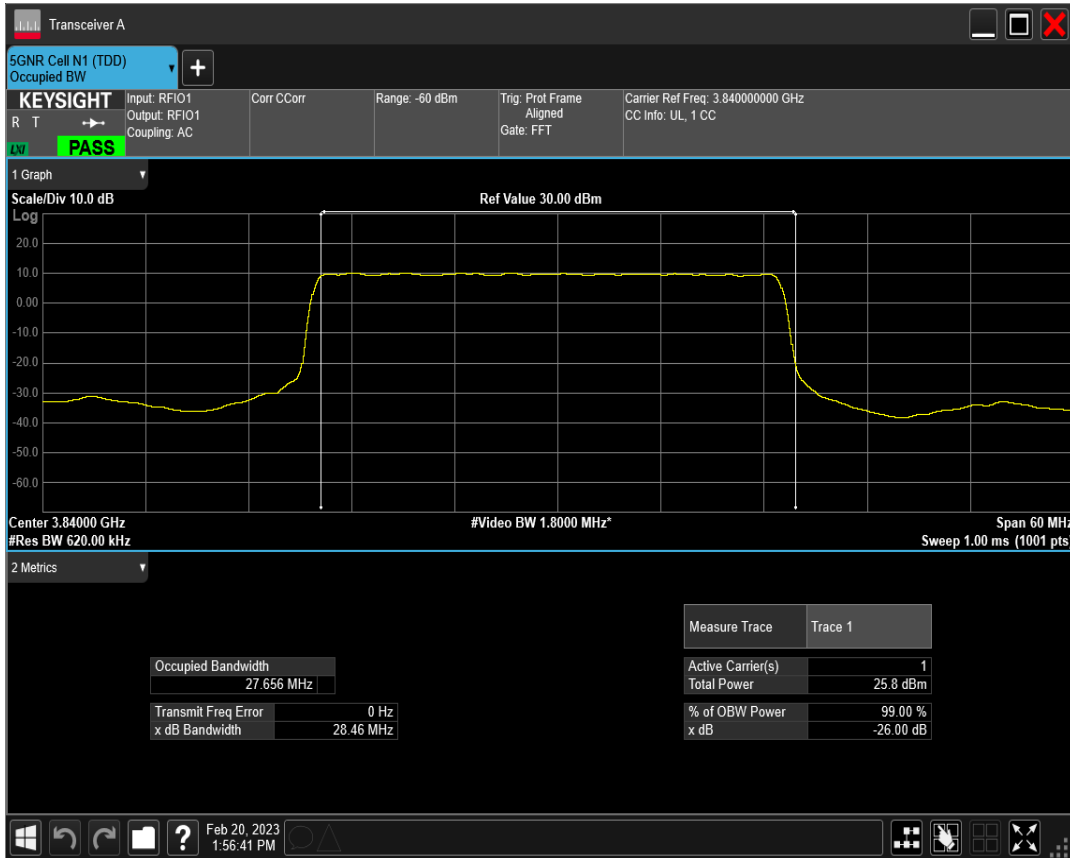 Transceiver A
5GNR Cell N1 (TDD)
Occupied BW
+
KEYSIGHT
R T
LXI
PASS
Input: RFIO1
Output: RFIO1
Coupling: AC
Corr CCorr
Range: -60 dBm
Trig: Prot Frame
Aligned
Gate: FFT
Carrier Ref Freq: 3.840000000 GHz
CC Info: UL, 1 CC
1 Graph
Scale/Div 10.0 dB
Ref Value 30.00 dBm
Log
20.0
10.0
0.00
-10.0
-20.0
-30.0
-40.0
-50.0
-60.0
Center 3.84000 GHz
#Video BW 1.8000 MHz*
Span 60 MHz
#Res BW 620.00 kHz
Sweep 1.00 ms (1001 pts)
2 Metrics
Measure Trace Trace 1
Occupied Bandwidth
27.656 MHz
Active Carrier(s) 1
Total Power 25.8 dBm
Transmit Freq Error 0 Hz
x dB Bandwidth 28.46 MHz
% of OBW Power 99.00 %
x dB -26.00 dB
?
Feb 20, 2023
1:56:41 PM